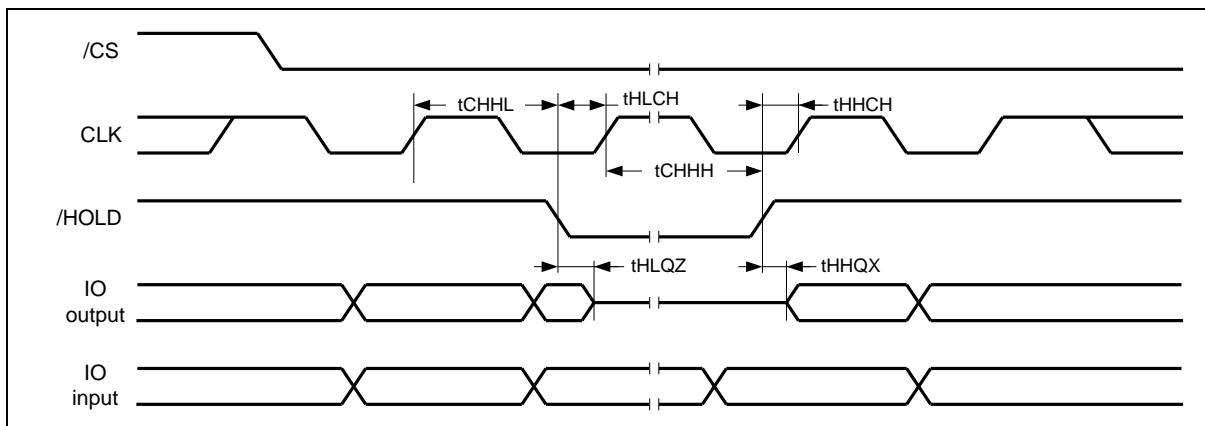 /CS
tCHHL
tHLCH
tHHCH
CLK
tCHHH
/HOLD
tHLQZ
tHHQX
IO
output
IO
input